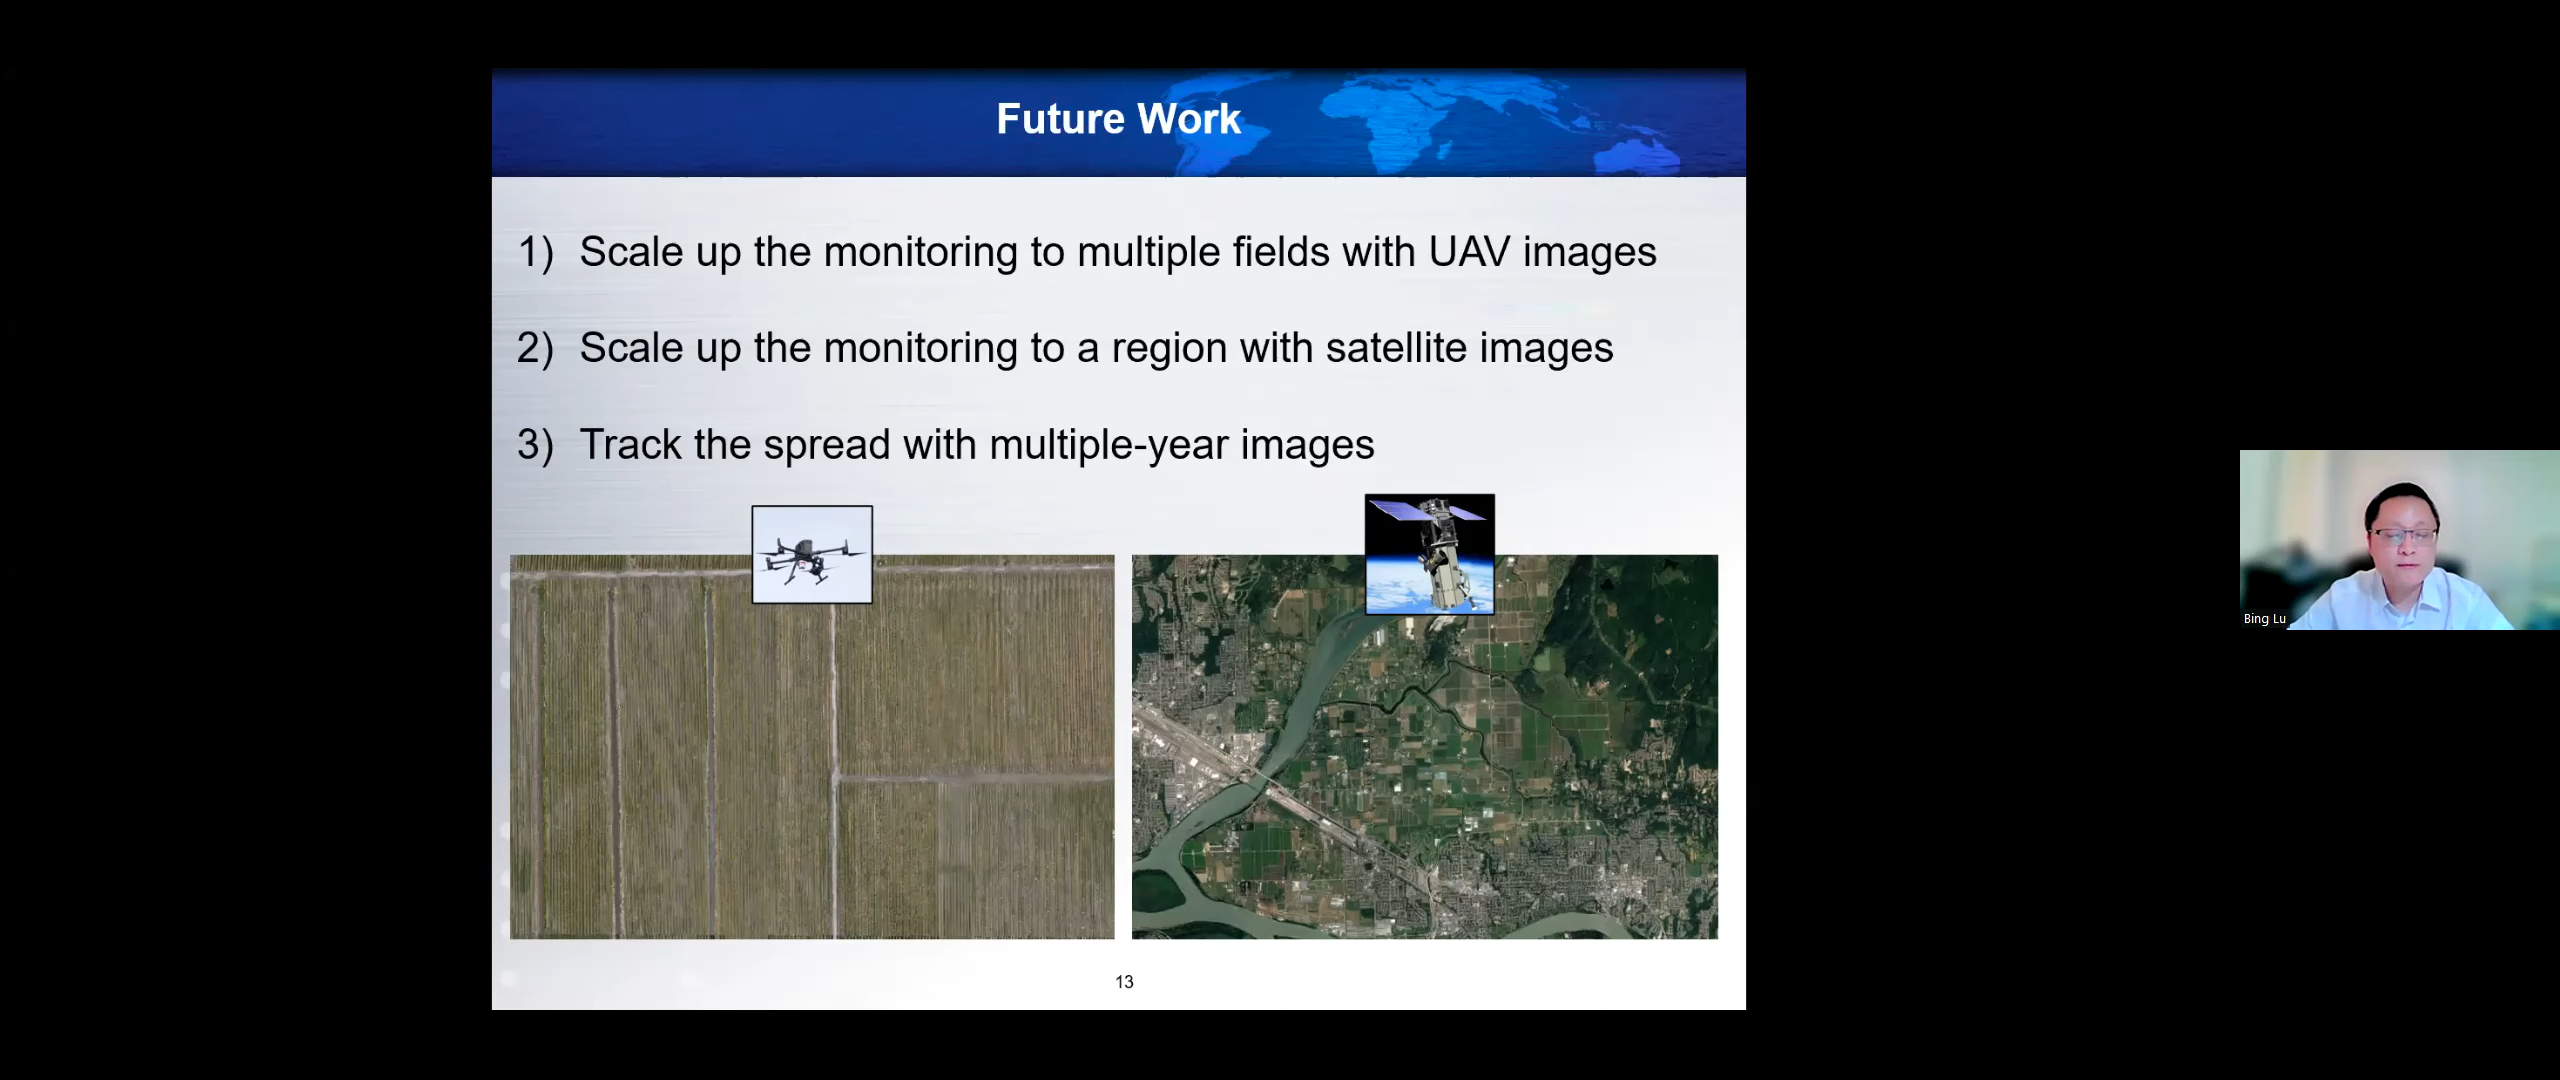 Future Work
1) Scale up the monitoring to multiple fields with UAV images
2) Scale up the monitoring to a region with satellite images
3) Track the spread with multiple-year images
Bing Lu
13